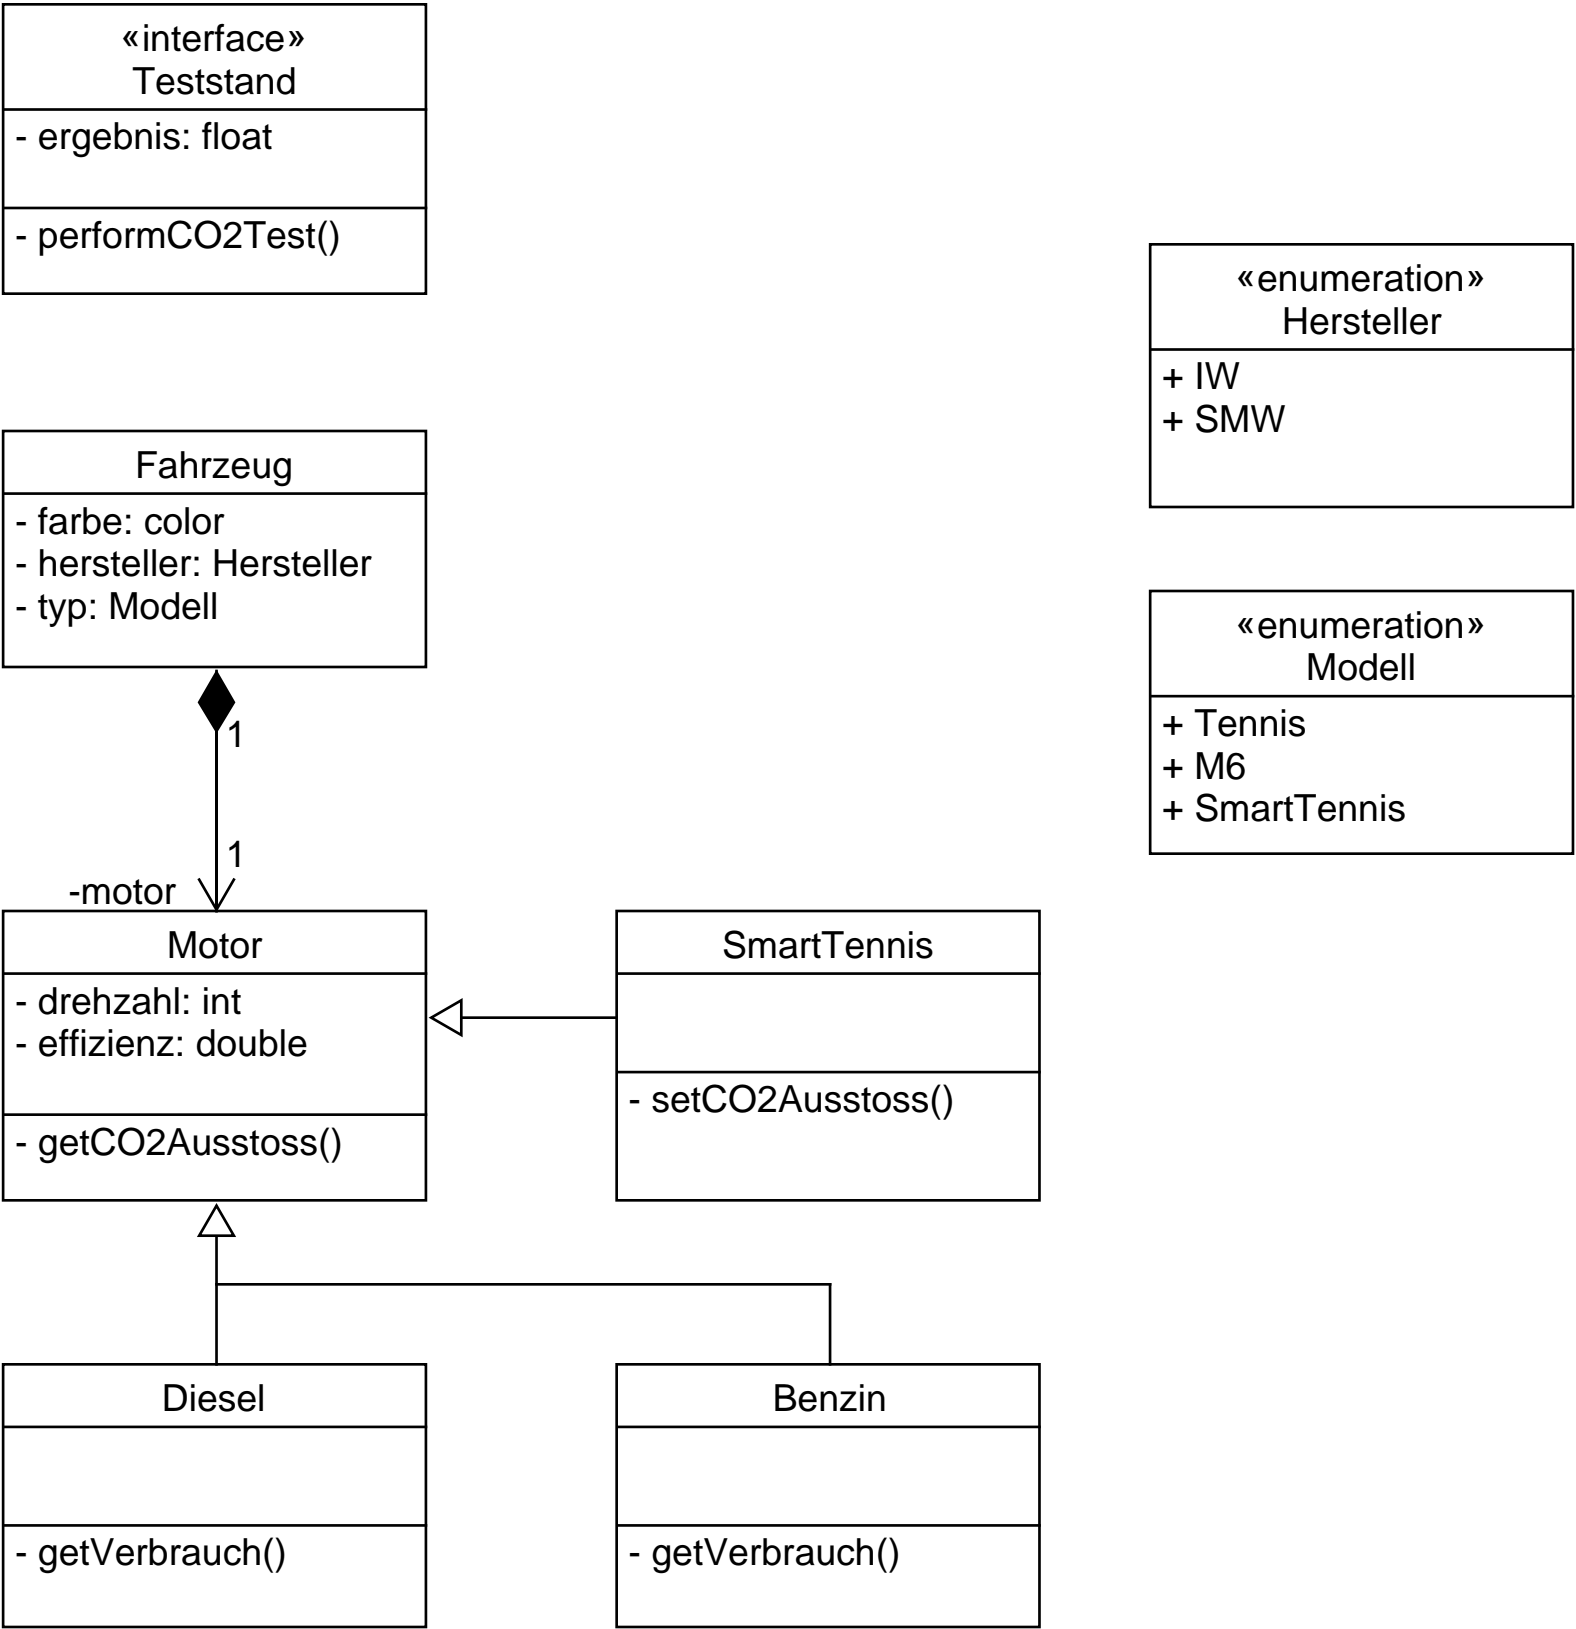 «interface»
Teststand
- ergebnis: float
- performCO2Test()
«enumeration»
Hersteller
+ IW
+ SMW
Fahrzeug
- farbe: color
- hersteller: Hersteller
- typ: Modell
«enumeration»
Modell
+ Tennis
+ M6
+ SmartTennis
1
1
-motor
Motor
- drehzahl: int
- effizienz: double
- getCO2Ausstoss()
SmartTennis
- setCO2Ausstoss()
Diesel
- getVerbrauch()
Benzin
- getVerbrauch()